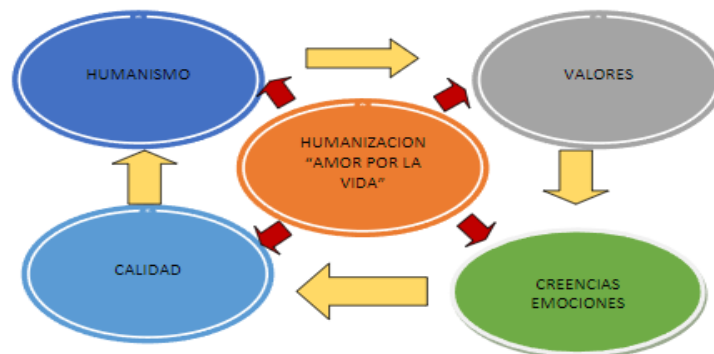 HUMANISMO
VALORES
HUMANIZACION
"AMOR POR LA
VIDA"
CALIDAD
CREENCIAS
EMOCIONES